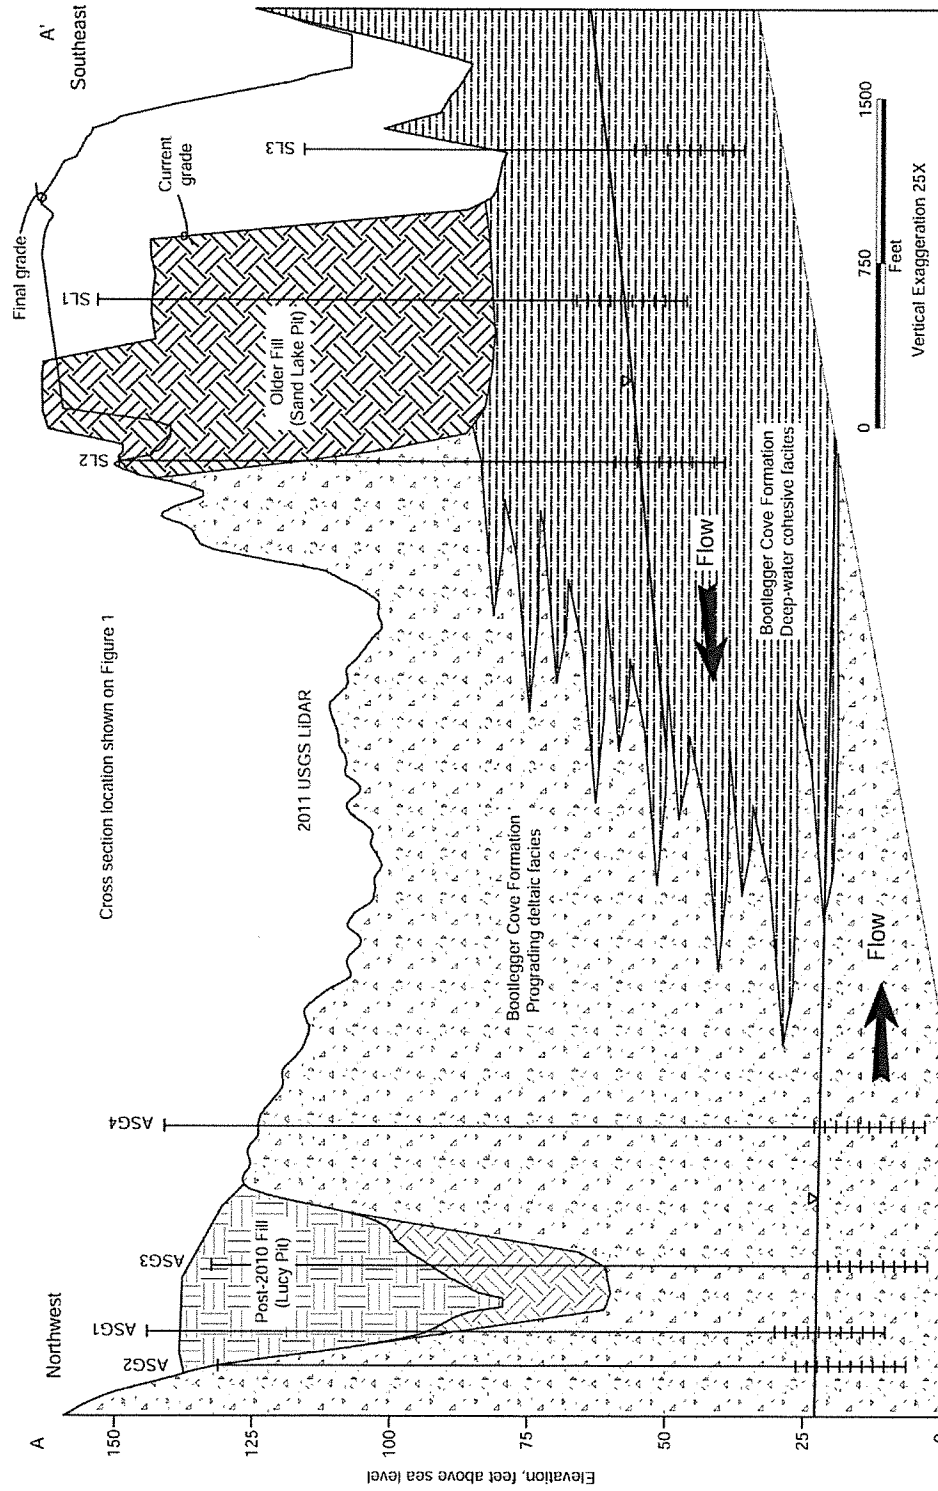 A
Northwest
A'
Southeast
Cross section location shown on Figure 1
2011 USGS LiDAR
Final grade
Current
grade
ASG2
ASG1
ASG3
ASG4
SL2
SL1
SL3
Post-2010 Fill
(Lucy Pit)
Older Fill
(Sand Lake Pit)
Bootlegger Cove Formation
Prograding deltaic facies
Bootlegger Cove Formation
Deep-water cohesive facites
Flow
Flow
Elevation, feet above sea level
150
125
100
75
50
25
0
0
750
1500
Feet
Vertical Exaggeration 25X